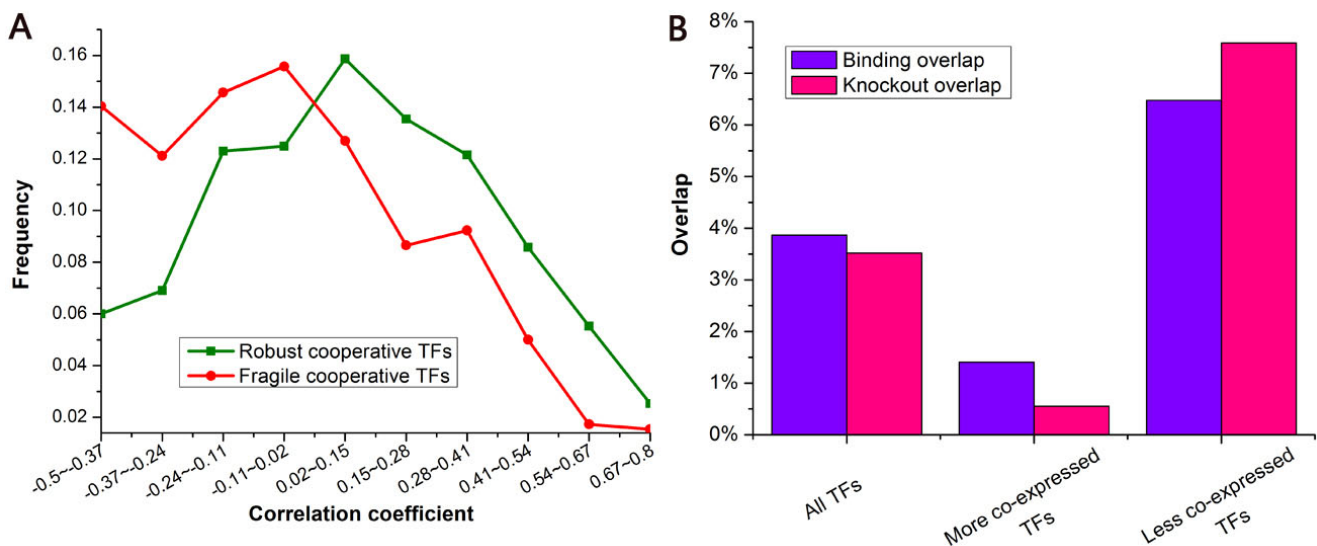 A
0.16
0.14
0.12
0.10
0.08
0.06
0.04
0.02
Frequency
Robust cooperative TFs
Fragile cooperative TFs
-0.5~-0.37
-0.37~-0.24
-0.24~-0.11
-0.11~0.02
0.02~0.15
0.15~0.28
0.28~0.41
0.41~0.54
0.54~0.67
0.67~0.8
Correlation coefficient
B
8%
7%
6%
5%
4%
3%
2%
1%
0%
Overlap
Binding overlap
Knockout overlap
All TFs
More co-expressed
TFs
Less co-expressed
TFs